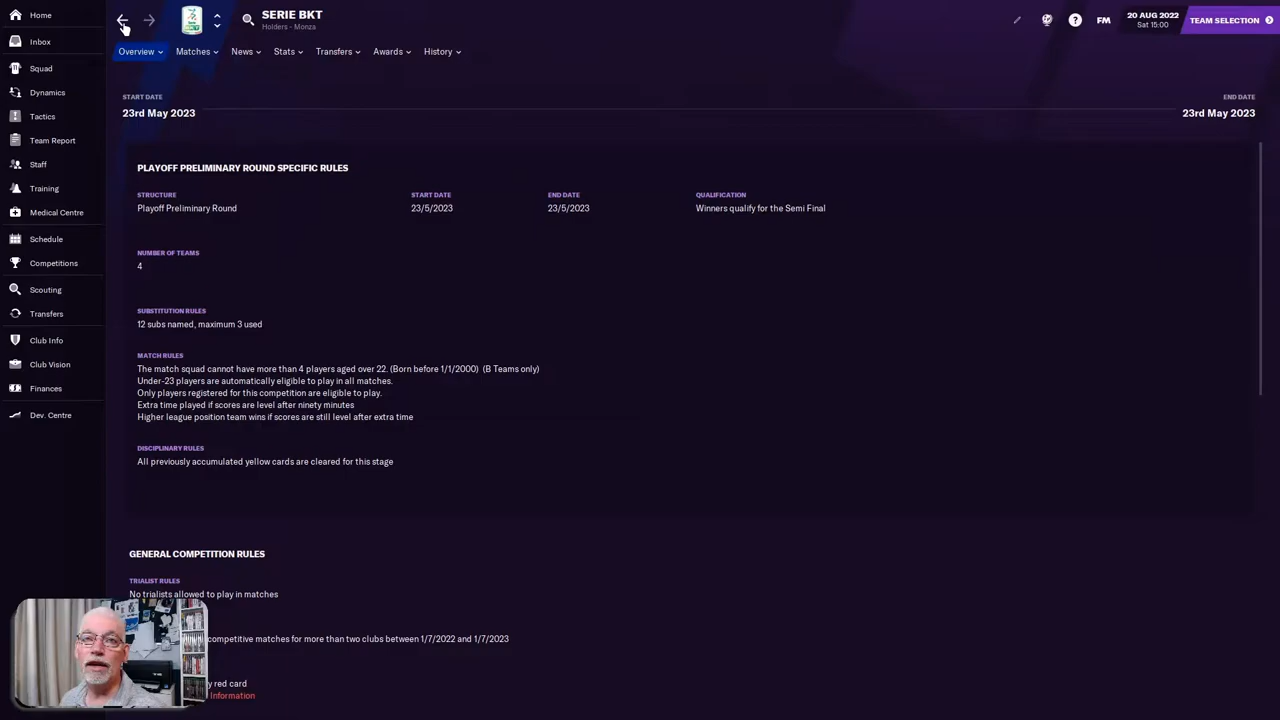 Home
Inbox
Squad
Dynamics
Tactics
Team Report
Staff
Training
Medical Centre
Schedule
Competitions
Scouting
Transfers
Club Info
Club Vision
Finances
Dev. Centre
SERIE BKT
Holders - Monza
FM
20 AUG 2022
Sat 15:00
TEAM SELECTION
Overview
Matches
News
Stats
Transfers
Awards
History
START DATE
23rd May 2023
END DATE
23rd May 2023
PLAYOFF PRELIMINARY ROUND SPECIFIC RULES
STRUCTURE
Playoff Preliminary Round
START DATE
23/5/2023
END DATE
23/5/2023
QUALIFICATION
Winners qualify for the Semi Final
NUMBER OF TEAMS
4
SUBSTITUTION RULES
12 subs named, maximum 3 used
MATCH RULES
The match squad cannot have more than 4 players aged over 22. (Born before 1/1/2000) (B Teams only)
Under-23 players are automatically eligible to play in all matches.
Only players registered for this competition are eligible to play.
Extra time played if scores are level after ninety minutes
Higher league position team wins if scores are still level after extra time
DISCIPLINARY RULES
All previously accumulated yellow cards are cleared for this stage
GENERAL COMPETITION RULES
TRIALIST RULES
No trialists allowed to play in matches
competitive matches for more than two clubs between 1/7/2022 and 1/7/2023
y red card
Information